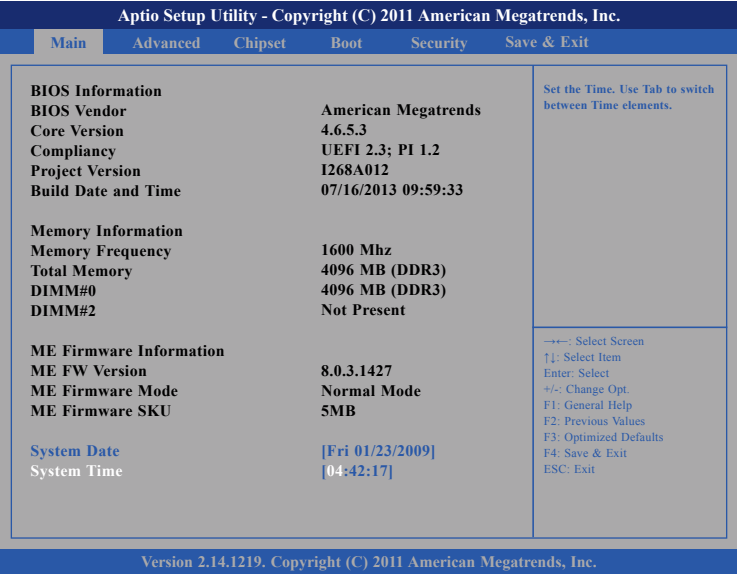 Aptio Setup Utility - Copyright (C) 2011 American Megatrends, Inc.
Main Advanced Chipset Boot Security Save & Exit
BIOS Information
BIOS Vendor American Megatrends
Core Version 4.6.5.3
Compliancy UEFI 2.3; PI 1.2
Project Version I268A012
Build Date and Time 07/16/2013 09:59:33
Memory Information
Memory Frequency 1600 Mhz
Total Memory 4096 MB (DDR3)
DIMM#0 4096 MB (DDR3)
DIMM#2 Not Present
ME Firmware Information
ME FW Version 8.0.3.1427
ME Firmware Mode Normal Mode
ME Firmware SKU 5MB
System Date [Fri 01/23/2009]
System Time [04:42:17]
Set the Time. Use Tab to switch
between Time elements.
→←: Select Screen
↑↓: Select Item
Enter: Select
+/-: Change Opt.
F1: General Help
F2: Previous Values
F3: Optimized Defaults
F4: Save & Exit
ESC: Exit
Version 2.14.1219. Copyright (C) 2011 American Megatrends, Inc.